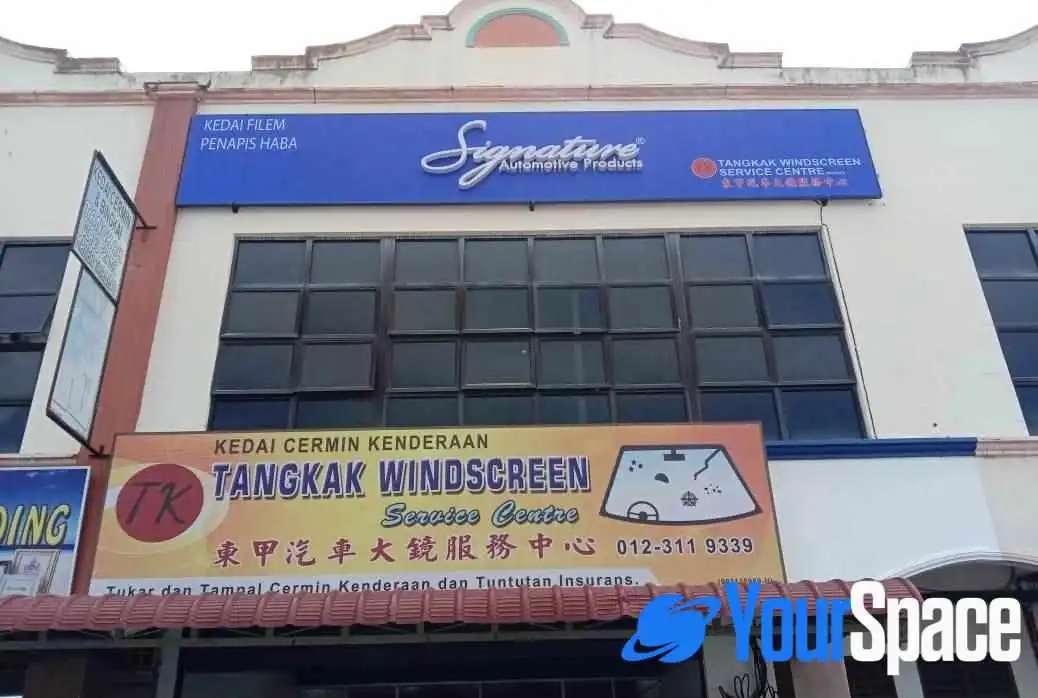 KEDAI FILEM
PENAPIS HABA
Signature®
Automotive Products
TANGKAK WINDSCREEN
SERVICE CENTRE
東甲汽車大鏡服務中心
KEDAI CERMIN KENDERAAN
TK
TANGKAK WINDSCREEN
Service Centre
東甲汽車大鏡服務中心 012-311 9339
Tukar dan Tampal Cermin Kenderaan dan Tuntutan Insurans.
DING
YourSpace